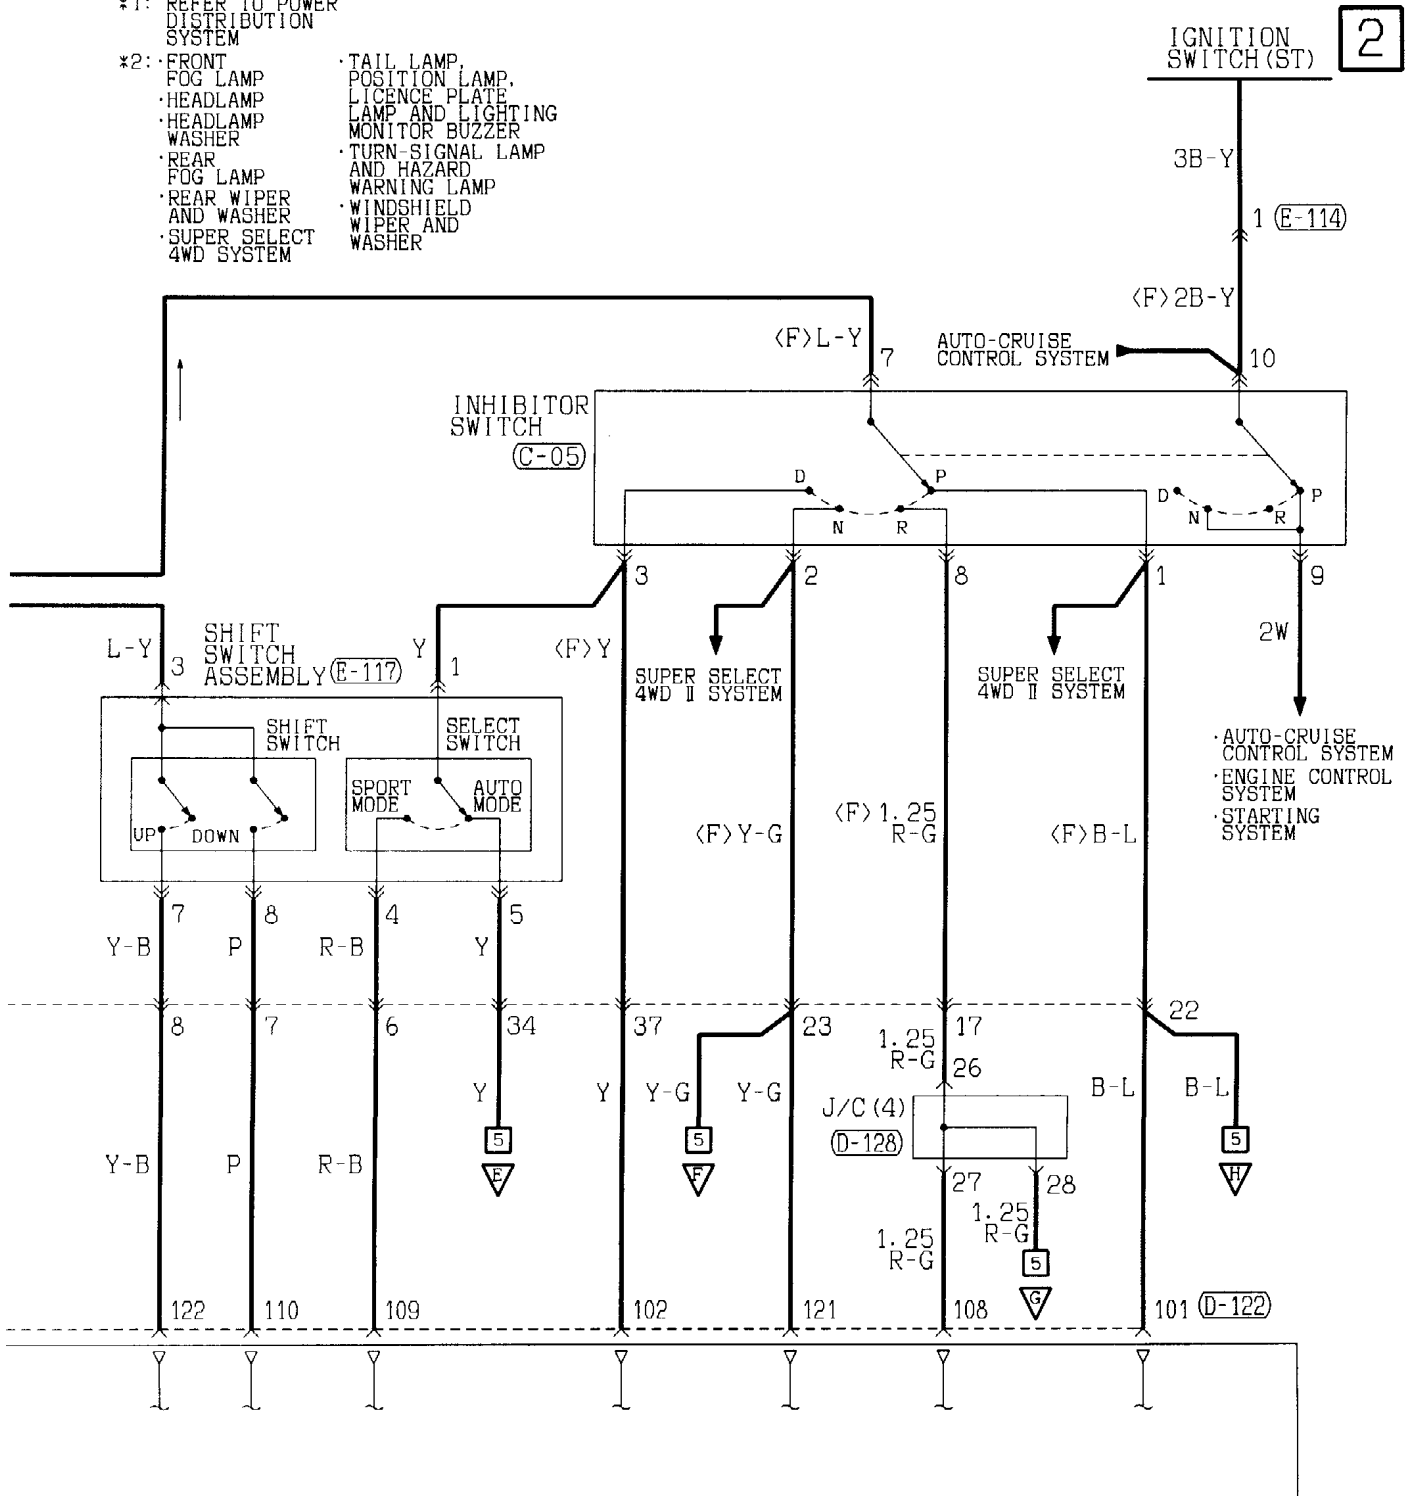 *1: REFER TO POWER
DISTRIBUTION
SYSTEM
*2: ·FRONT
FOG LAMP
·HEADLAMP
·HEADLAMP
WASHER
·REAR
FOG LAMP
·REAR WIPER
AND WASHER
·SUPER SELECT
4WD SYSTEM
·TAIL LAMP,
POSITION LAMP,
LICENCE PLATE
LAMP AND LIGHTING
MONITOR BUZZER
·TURN-SIGNAL LAMP
AND HAZARD
WARNING LAMP
·WINDSHIELD
WIPER AND
WASHER
IGNITION
SWITCH(ST)
2
3B-Y
1 E-114
<F>2B-Y
<F>L-Y
7
AUTO-CRUISE
CONTROL SYSTEM
10
INHIBITOR
SWITCH
C-05
D
P
N
R
D
P
N
R
3
2
8
1
9
L-Y
3
SHIFT
SWITCH
ASSEMBLY E-117
Y
1
<F>Y
SUPER SELECT
4WD Ⅱ SYSTEM
SUPER SELECT
4WD Ⅱ SYSTEM
2W
SHIFT
SWITCH
SELECT
SWITCH
·AUTO-CRUISE
CONTROL SYSTEM
·ENGINE CONTROL
SYSTEM
·STARTING
SYSTEM
UP
DOWN
SPORT
MODE
AUTO
MODE
<F>Y-G
<F>1.25
R-G
<F>B-L
7
8
4
5
Y-B
P
R-B
Y
8
7
6
34
37
23
17
22
1.25
R-G
26
Y
Y
Y-G
Y-G
B-L
B-L
J/C(4)
D-128
5
E
5
F
5
H
27
28
Y-B
P
R-B
1.25
R-G
1.25
R-G
5
G
122
110
109
102
121
108
101 D-122